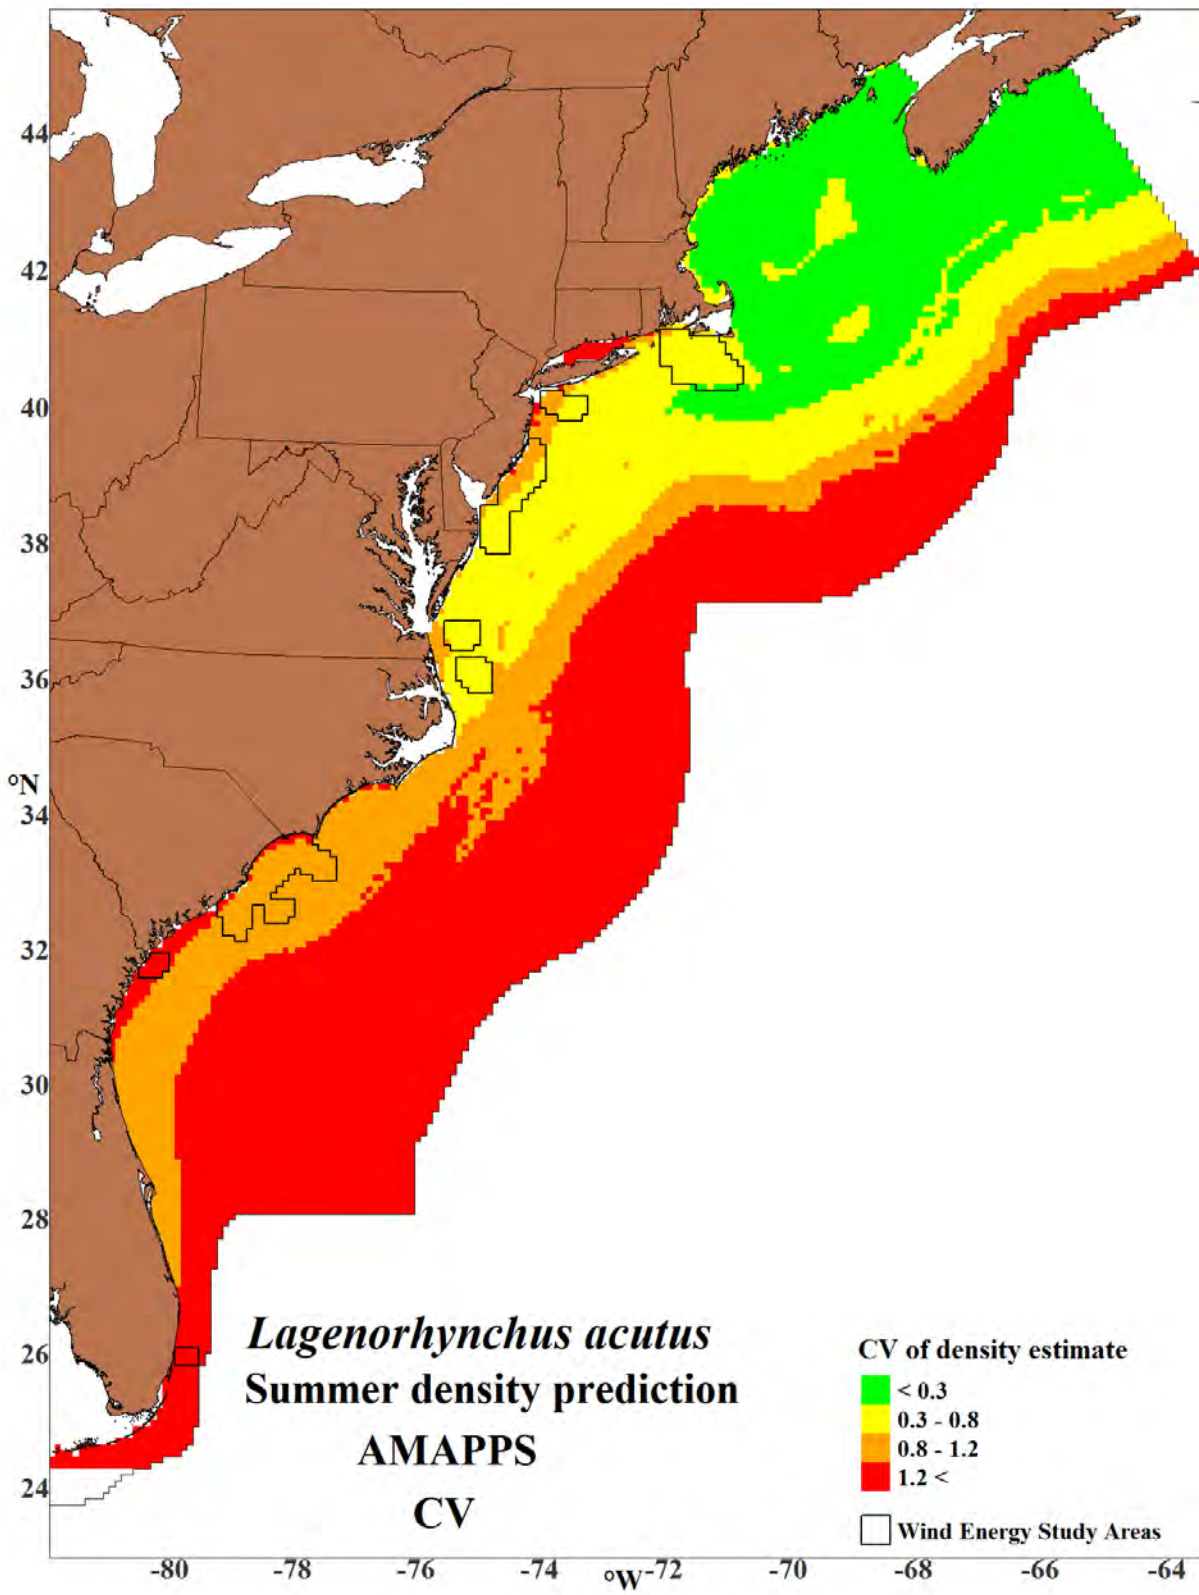 44
42
40
38
36
°N
34
32
30
28
26
24
Lagenorhynchus acutus
Summer density prediction
AMAPPS
CV
CV of density estimate
< 0.3
0.3 - 0.8
0.8 - 1.2
1.2 <
Wind Energy Study Areas
-80 -78 -76 -74 °W -72 -70 -68 -66 -64